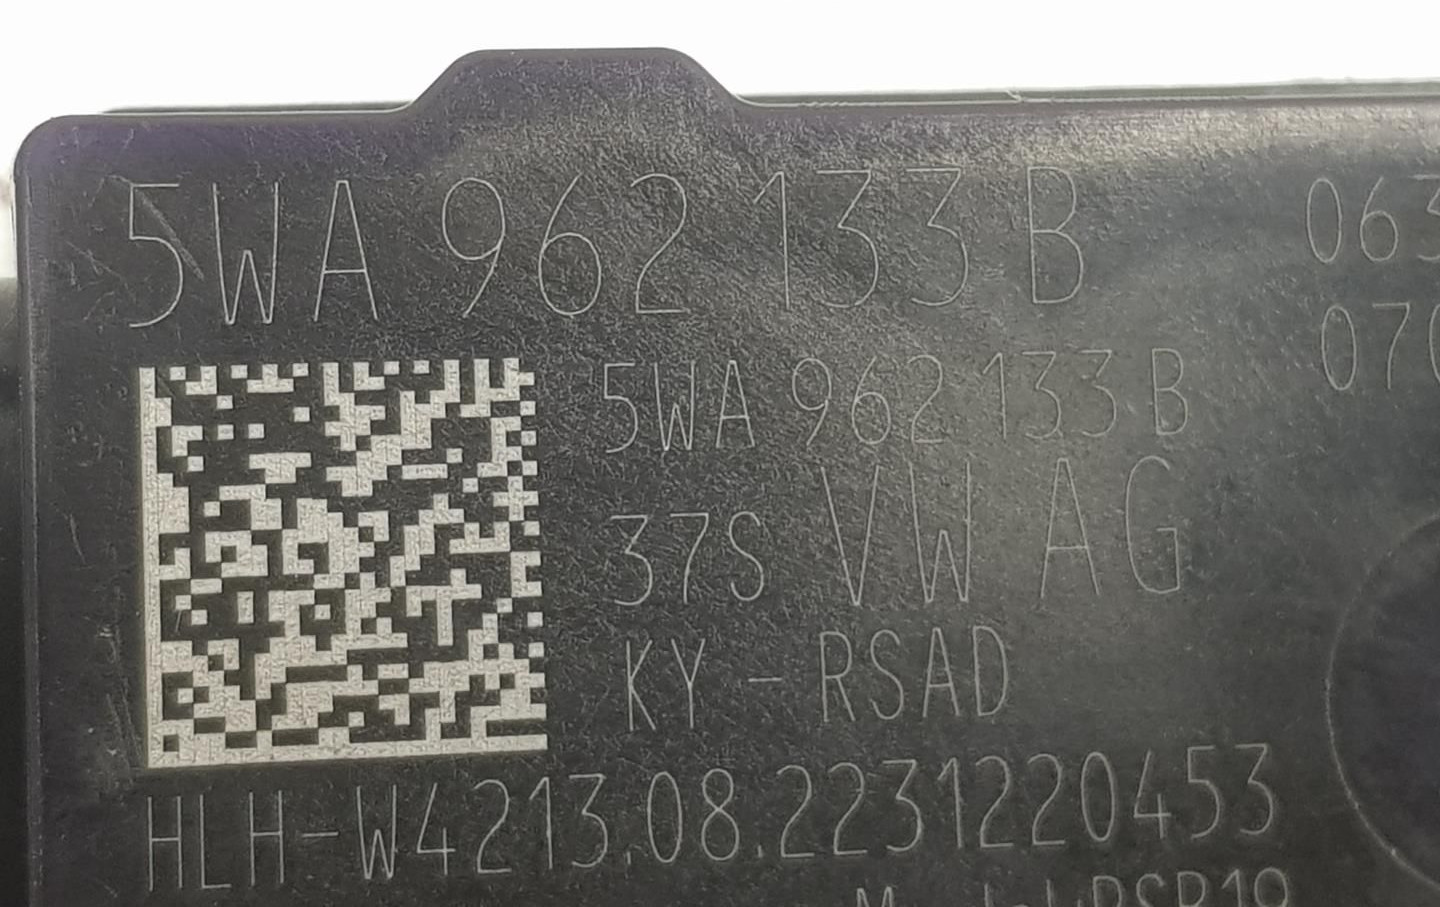 5WA 962 133 B
063
070
5WA 962 133 B
37S VW AG
KY - RSAD
HLH-W4213.08.2231220453